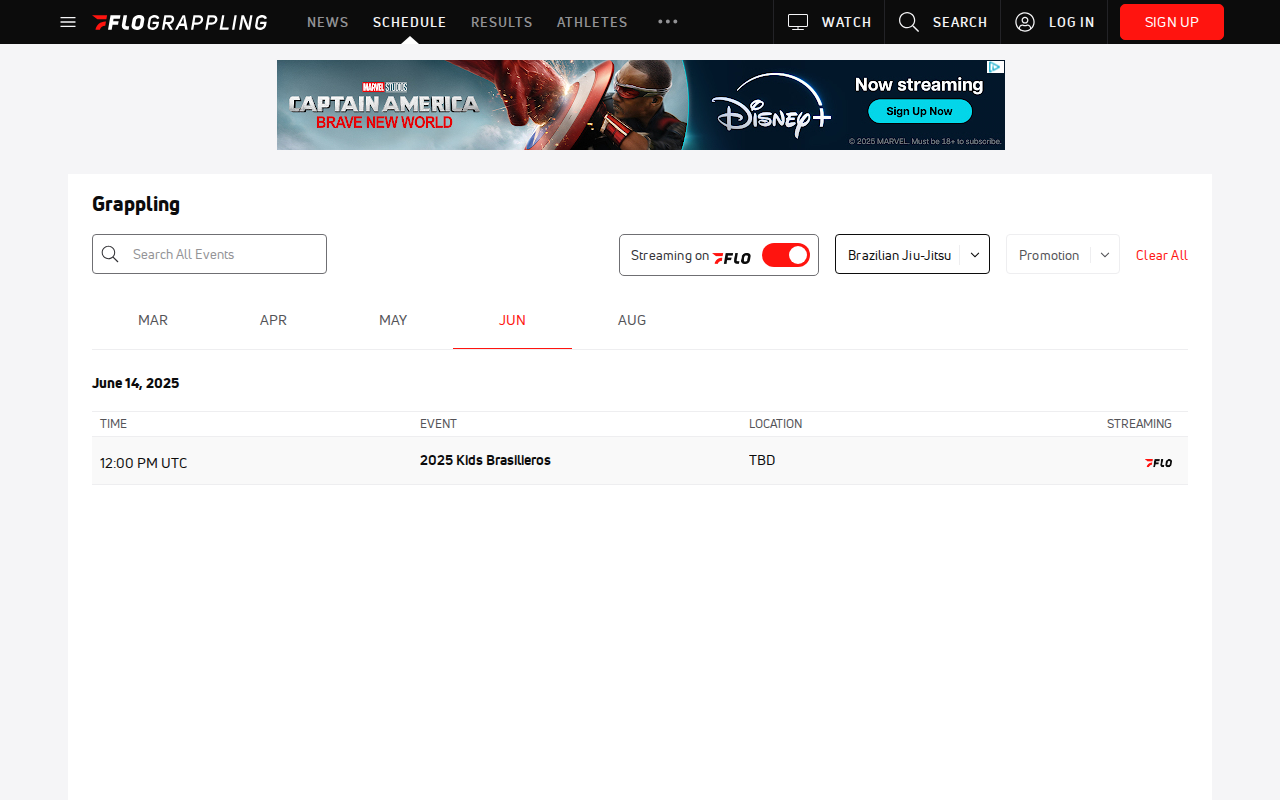 FLOGRAPPLING
NEWS
SCHEDULE
RESULTS
ATHLETES
WATCH
SEARCH
LOG IN
SIGN UP
MARVEL STUDIOS
CAPTAIN AMERICA
BRAVE NEW WORLD
Disney+
Now streaming
Sign Up Now
© 2025 MARVEL. Must be 18+ to subscribe.
Grappling
Search All Events
Streaming on FLO
Brazilian Jiu-Jitsu
Promotion
Clear All
MAR
APR
MAY
JUN
AUG
June 14, 2025
TIME
EVENT
LOCATION
STREAMING
12:00 PM UTC
2025 Kids Brasilieros
TBD
FLO